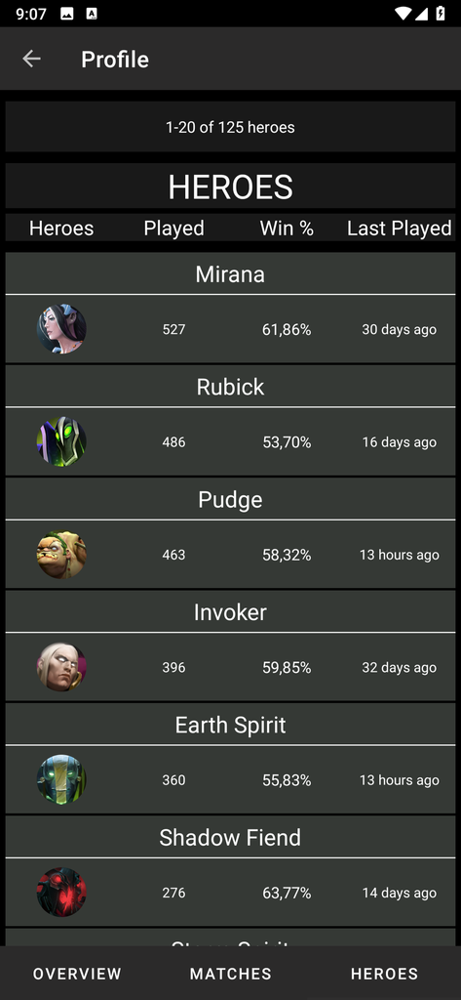 9:07
Profile
1-20 of 125 heroes
HEROES
Heroes Played Win % Last Played
Mirana
527 61,86% 30 days ago
Rubick
486 53,70% 16 days ago
Pudge
463 58,32% 13 hours ago
Invoker
396 59,85% 32 days ago
Earth Spirit
360 55,83% 13 hours ago
Shadow Fiend
276 63,77% 14 days ago
OVERVIEW MATCHES HEROES